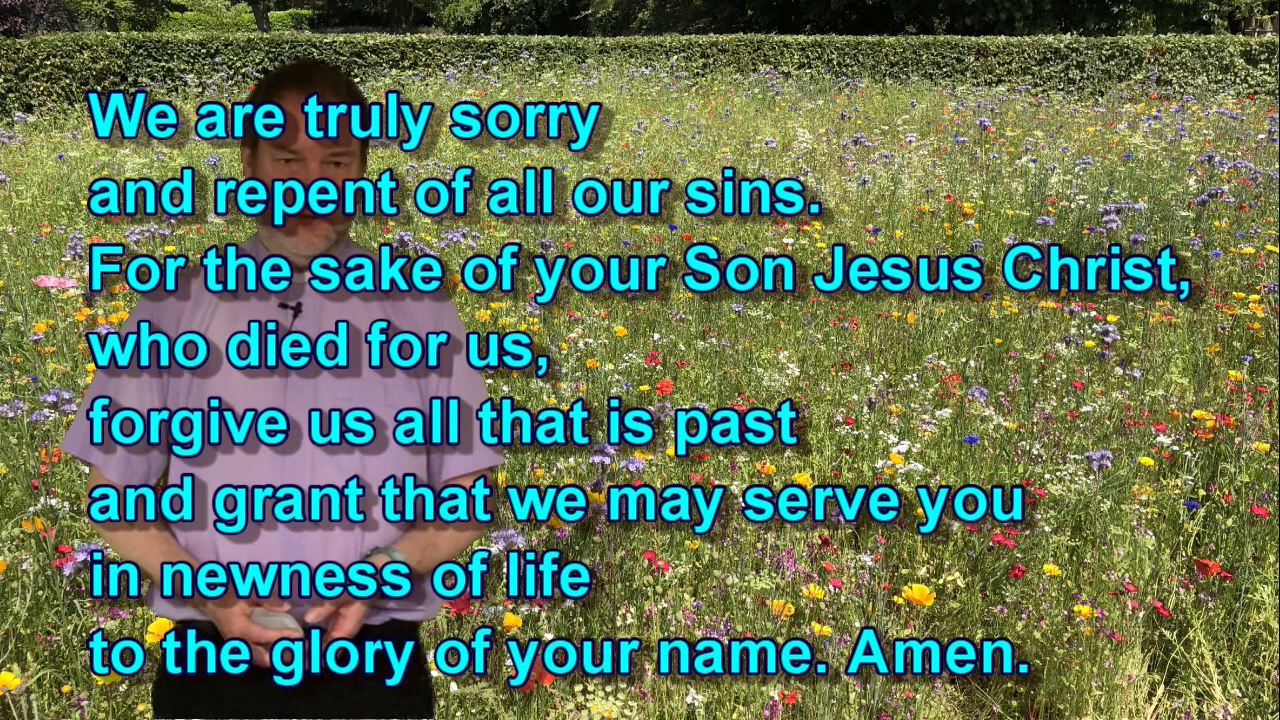 We are truly sorry
and repent of all our sins.
For the sake of your Son Jesus Christ,
who died for us,
forgive us all that is past
and grant that we may serve you
in newness of life
to the glory of your name. Amen.